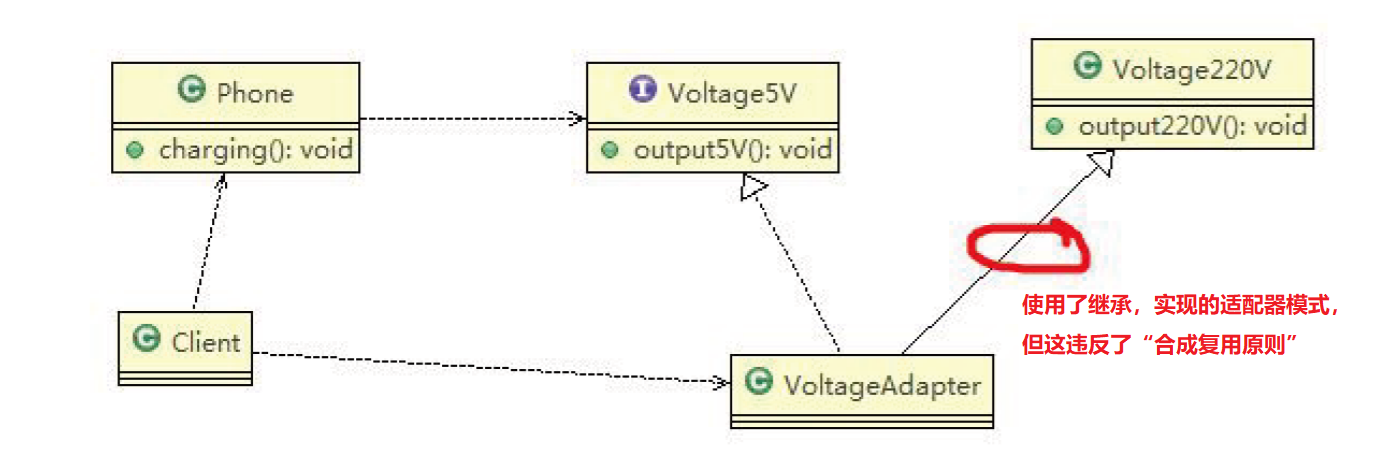 C Phone
charging(): void
I Voltage5V
output5V(): void
C Voltage220V
output220V(): void
使用了继承，实现的适配器模式，
但这违反了“合成复用原则”
C Client
C VoltageAdapter